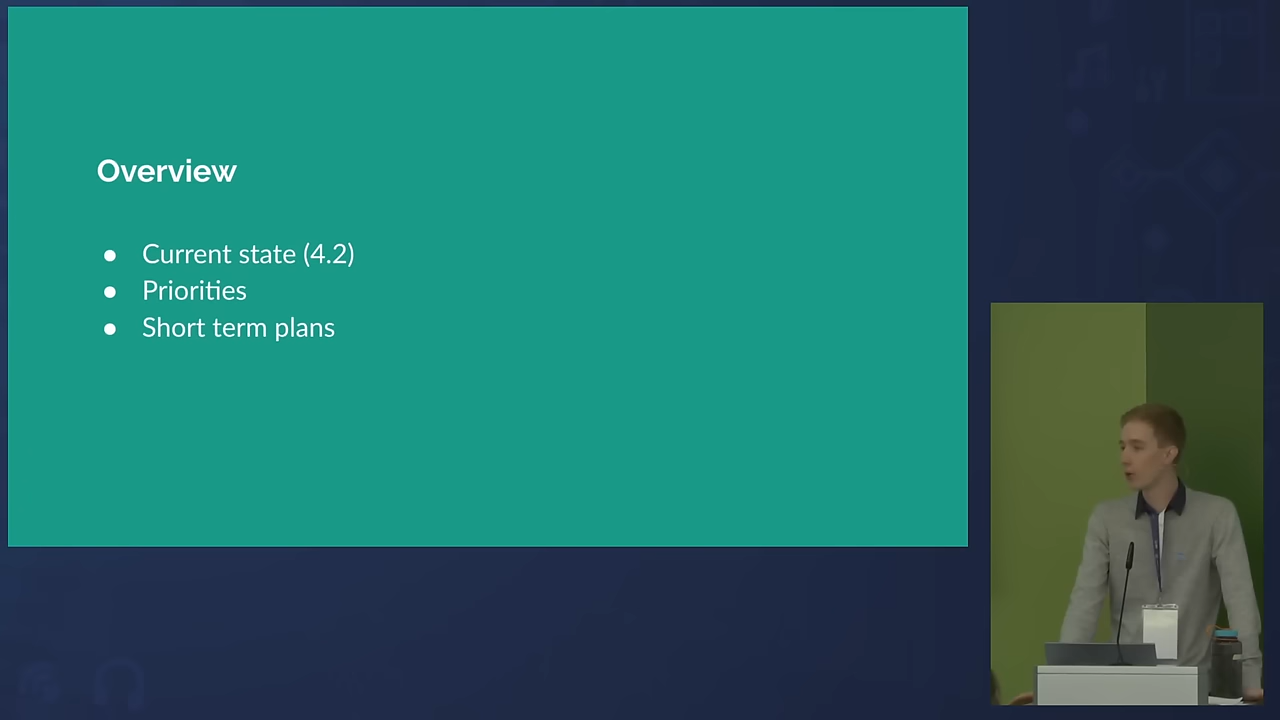 Overview
● Current state (4.2)
● Priorities
● Short term plans